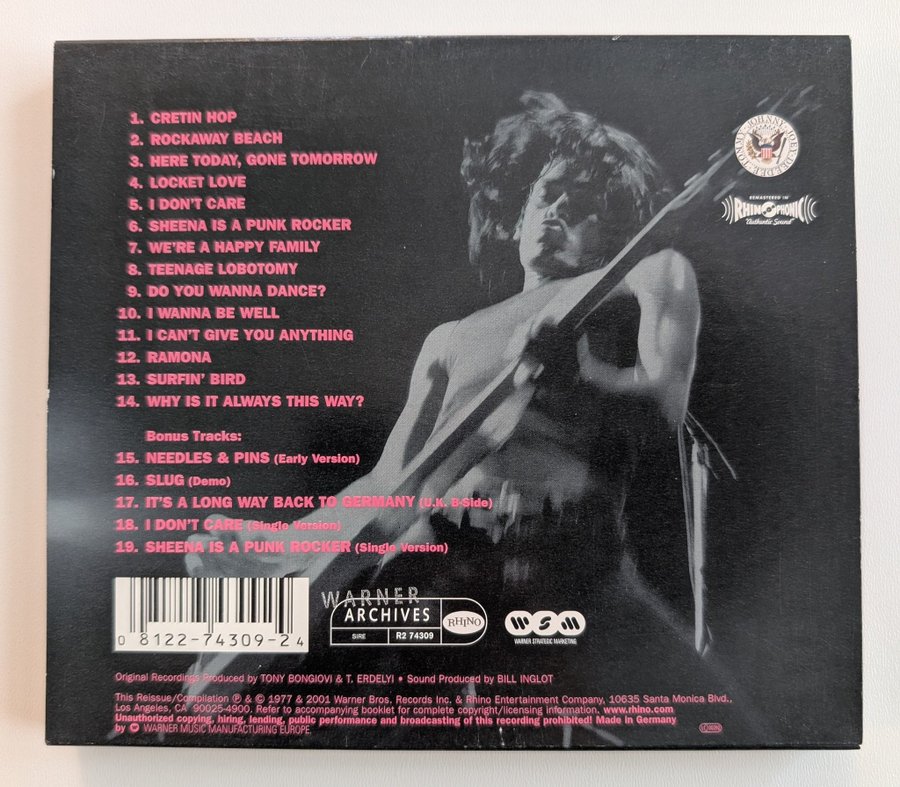 1. CRETIN HOP
2. ROCKAWAY BEACH
3. HERE TODAY, GONE TOMORROW
4. LOCKET LOVE
5. I DON'T CARE
6. SHEENA IS A PUNK ROCKER
7. WE'RE A HAPPY FAMILY
8. TEENAGE LOBOTOMY
9. DO YOU WANNA DANCE?
10. I WANNA BE WELL
11. I CAN'T GIVE YOU ANYTHING
12. RAMONA
13. SURFIN' BIRD
14. WHY IS IT ALWAYS THIS WAY?
Bonus Tracks:
15. NEEDLES & PINS (Early Version)
16. SLUG (Demo)
17. IT'S A LONG WAY BACK TO GERMANY (U.K. B-Side)
18. I DON'T CARE (Single Version)
19. SHEENA IS A PUNK ROCKER (Single Version)
JOHNNY JOEY DEE DEE TOMMY
REMASTERED IN
RHINOPHONIC
"Authentic Sound"
0 8122-74309-2 4
WARNER
ARCHIVES
SIRE R2 74309
RHINO
WSM
WARNER STRATEGIC MARKETING
Original Recordings Produced by TONY BONGIOVI & T. ERDELYI • Sound Produced by BILL INGLOT
This Reissue/Compilation ℗ & © 1977 & 2001 Warner Bros. Records Inc. & Rhino Entertainment Company, 10635 Santa Monica Blvd.,
Los Angeles, CA 90025-4900. Refer to accompanying booklet for complete copyright/licensing information. www.rhino.com
Unauthorized copying, hiring, lending, public performance and broadcasting of this recording prohibited! Made in Germany
by WARNER MUSIC MANUFACTURING EUROPE.